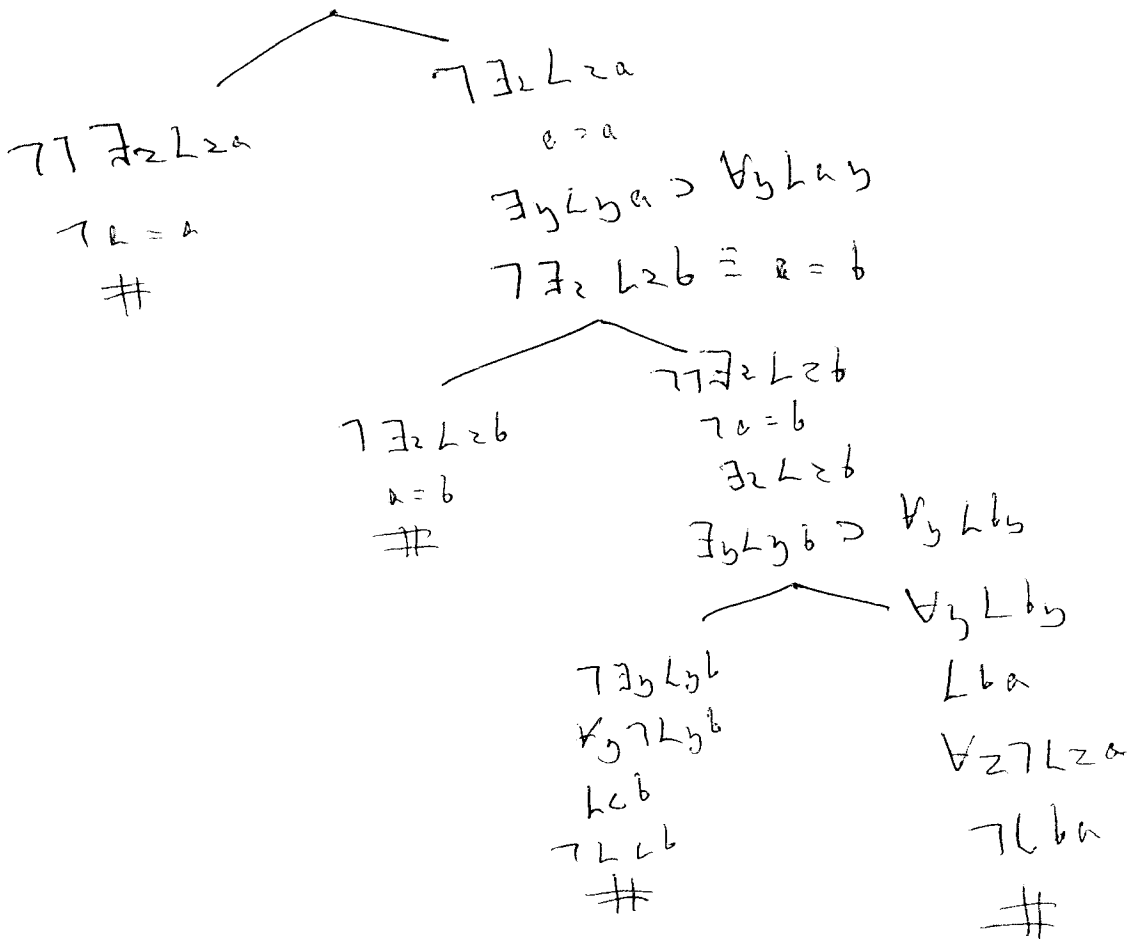 ¬¬∃zLza
¬a = a
#
¬∃zLza
a = a
∃yLya ⊃ ∀yLay
¬∃zLzb ≡ a = b
¬∃zLzb
a = b
#
¬¬∃zLzb
¬a = b
∃zLzb
∃yLyb ⊃ ∀yLby
¬∃yLyb
∀y¬Lyb
Lcb
¬Lcb
#
∀yLby
Lba
∀z¬Lza
¬Lba
#